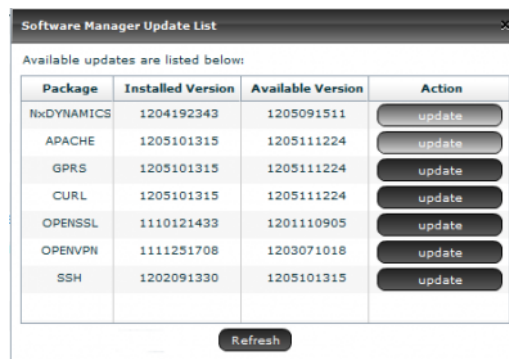 Software Manager Update List x
Available updates are listed below:
Package Installed Version Available Version Action
NxDYNAMICS 1204192343 1205091511 update
APACHE 1205101315 1205111224 update
GPRS 1205101315 1205111224 update
CURL 1205101315 1205111224 update
OPENSSL 1110121433 1201110905 update
OPENVPN 1111251708 1203071018 update
SSH 1202091330 1205101315 update
Refresh